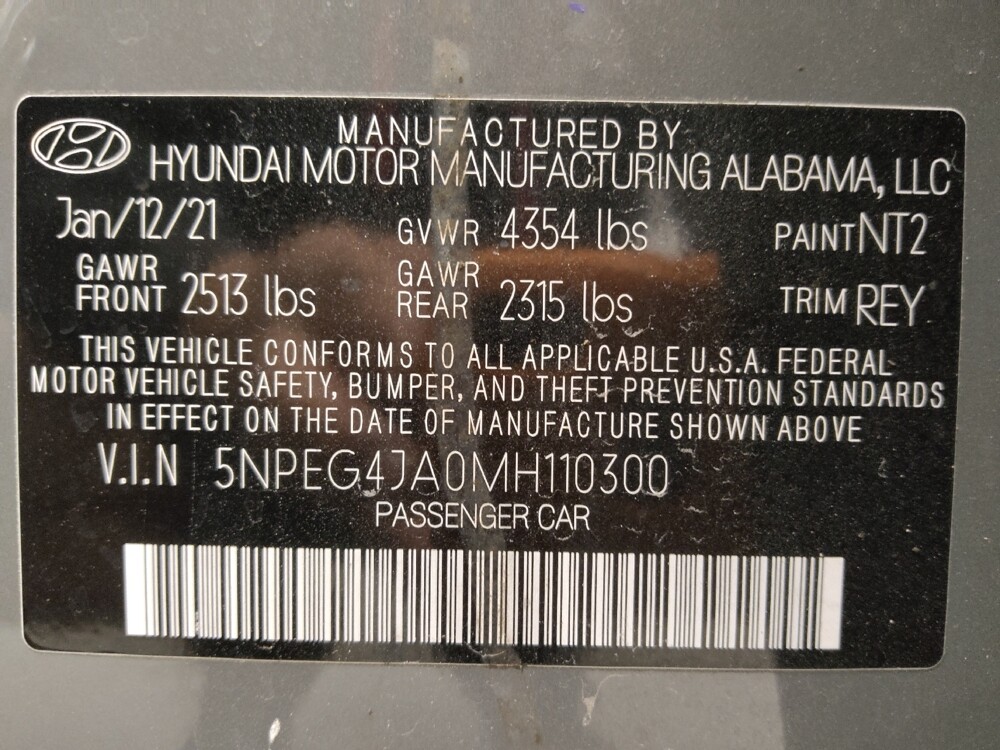 MANUFACTURED BY
HYUNDAI MOTOR MANUFACTURING ALABAMA, LLC
Jan/12/21 GVWR 4354 lbs PAINT NT2
GAWR FRONT 2513 lbs GAWR REAR 2315 lbs TRIM REY
THIS VEHICLE CONFORMS TO ALL APPLICABLE U.S.A. FEDERAL
MOTOR VEHICLE SAFETY, BUMPER, AND THEFT PREVENTION STANDARDS
IN EFFECT ON THE DATE OF MANUFACTURE SHOWN ABOVE
V.I.N 5NPEG4JA0MH110300
PASSENGER CAR